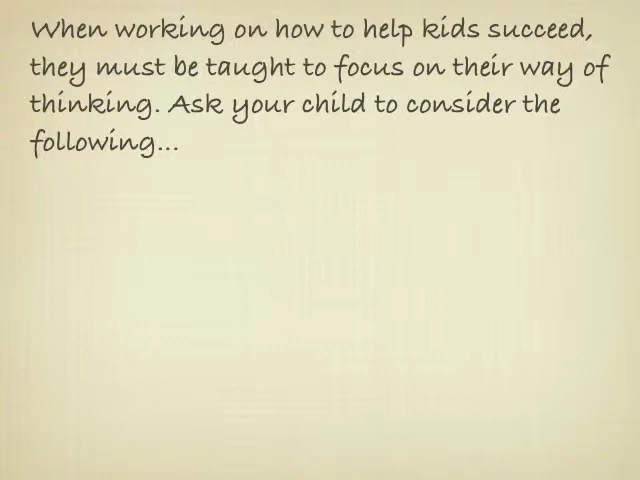 When working on how to help kids succeed,
they must be taught to focus on their way of
thinking. Ask your child to consider the
following...